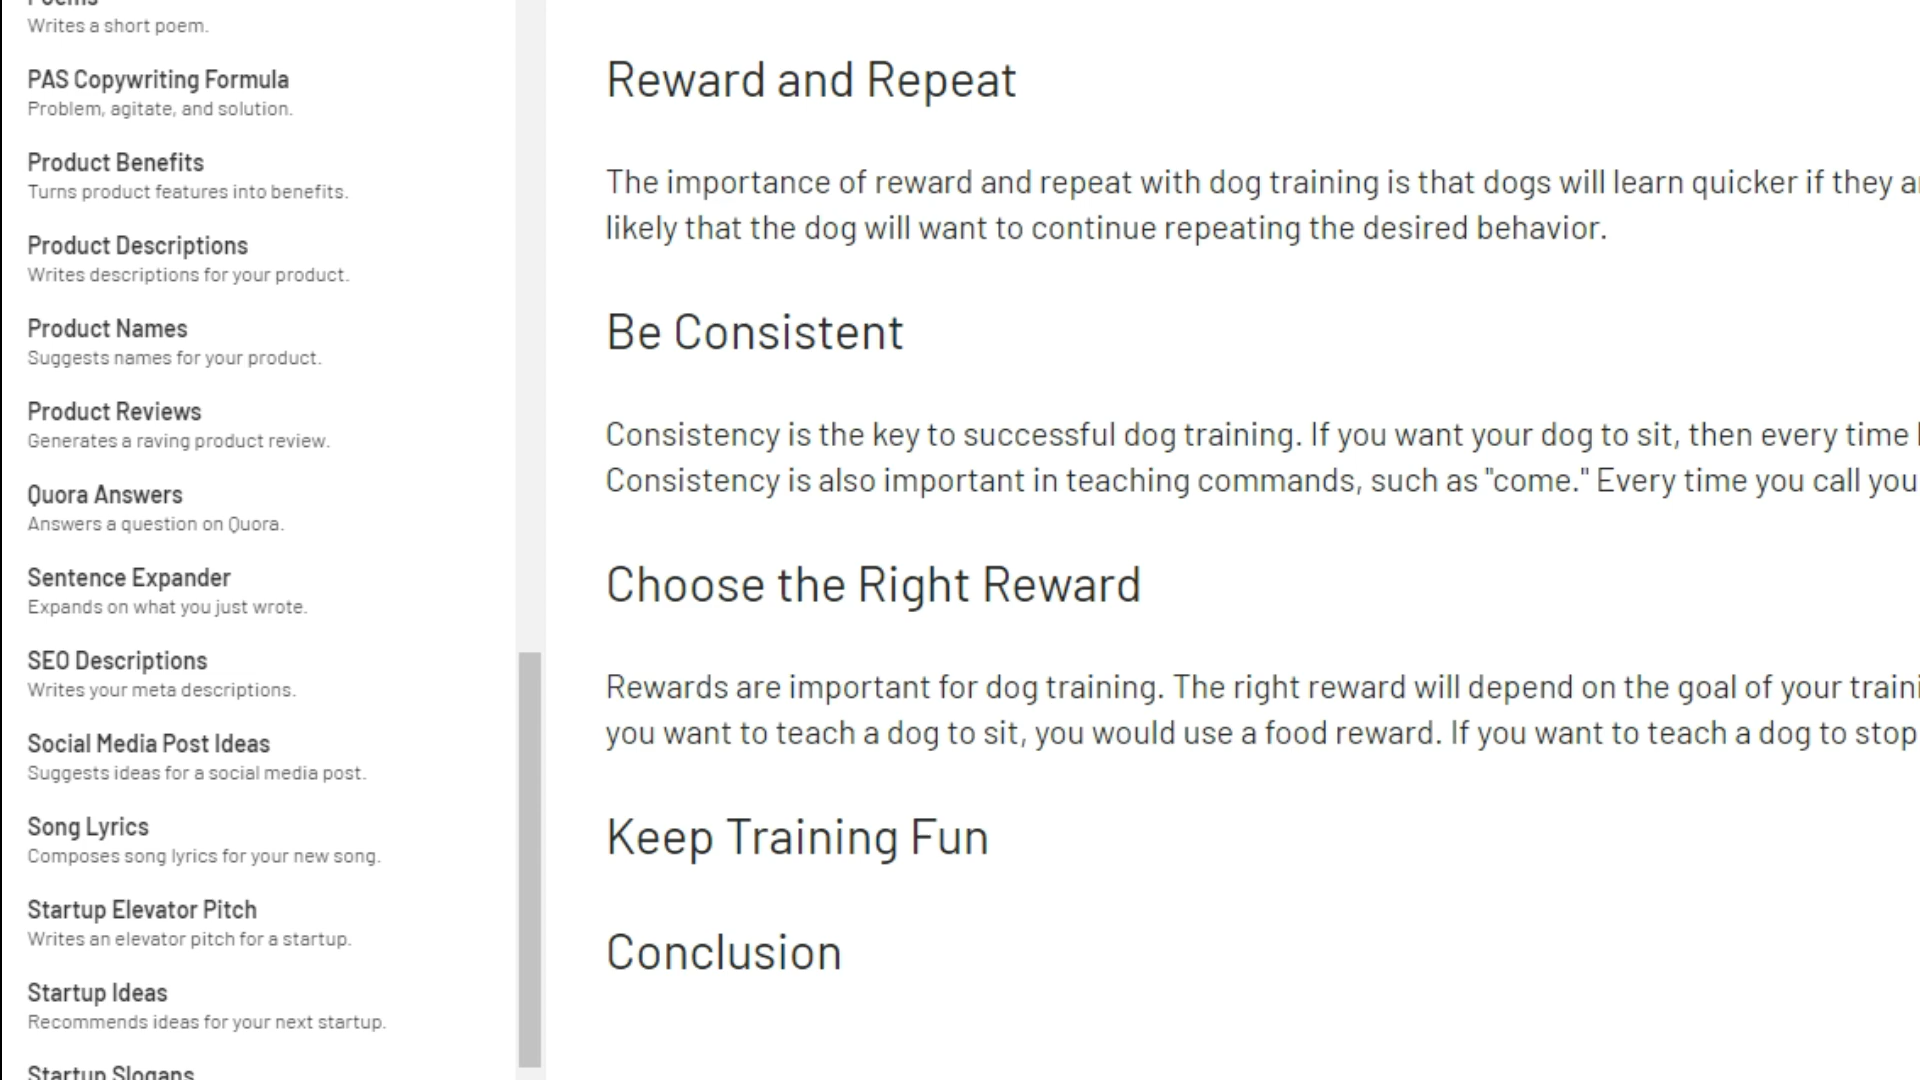 Poems
Writes a short poem.
PAS Copywriting Formula
Problem, agitate, and solution.
Product Benefits
Turns product features into benefits.
Product Descriptions
Writes descriptions for your product.
Product Names
Suggests names for your product.
Product Reviews
Generates a raving product review.
Quora Answers
Answers a question on Quora.
Sentence Expander
Expands on what you just wrote.
SEO Descriptions
Writes your meta descriptions.
Social Media Post Ideas
Suggests ideas for a social media post.
Song Lyrics
Composes song lyrics for your new song.
Startup Elevator Pitch
Writes an elevator pitch for a startup.
Startup Ideas
Recommends ideas for your next startup.
Startup Slogans
Reward and Repeat
The importance of reward and repeat with dog training is that dogs will learn quicker if they
likely that the dog will want to continue repeating the desired behavior.
Be Consistent
Consistency is the key to successful dog training. If you want your dog to sit, then every time
Consistency is also important in teaching commands, such as "come." Every time you call you
Choose the Right Reward
Rewards are important for dog training. The right reward will depend on the goal of your
you want to teach a dog to sit, you would use a food reward. If you want to teach a dog to stop
Keep Training Fun
Conclusion